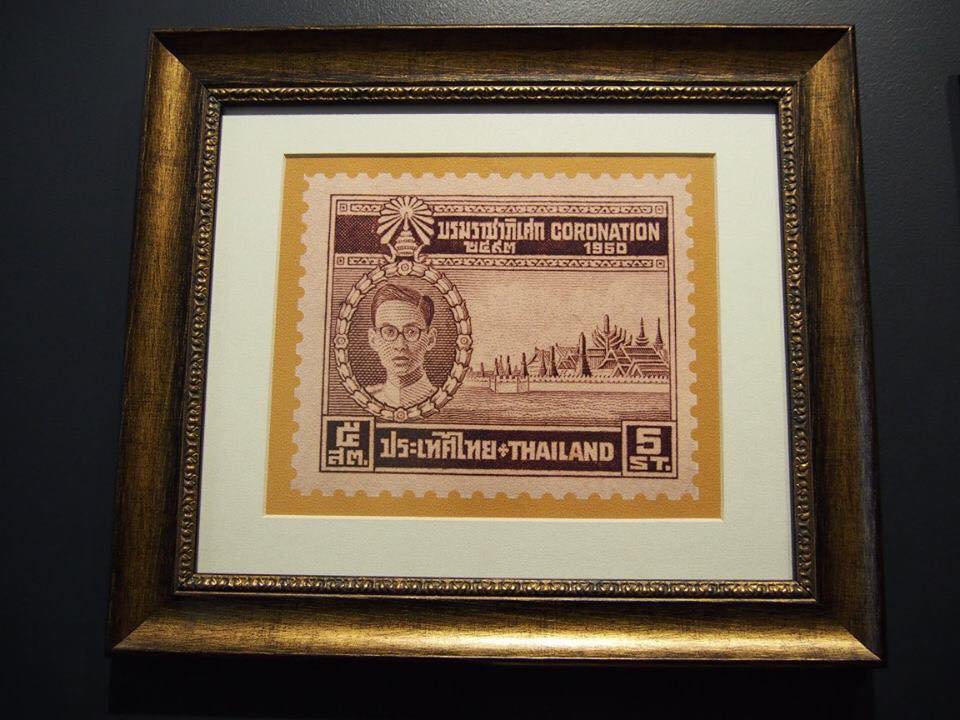 บรมราชาภิเศก CORONATION
๒๔๙๓ 1950
๕ ส.ต. ประเทศไทย THAILAND 5 ST.